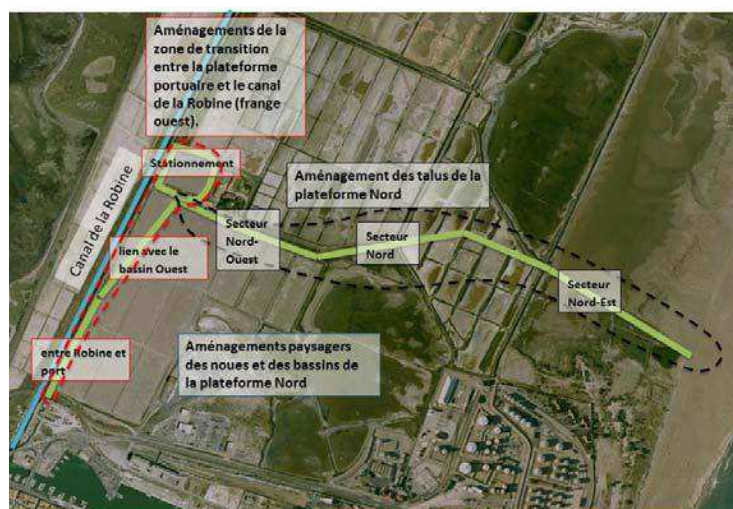 Aménagements de la
zone de transition
entre la plateforme
portuaire et le canal
de la Robine (frange
ouest).
Stationnement
Canal de la Robine
Aménagement des talus de la
plateforme Nord
Secteur
Nord-
Ouest
Secteur
Nord
lien avec le
bassin Ouest
Secteur
Nord-Est
entre Robine et
port
Aménagements paysagers
des noues et des bassins de
la plateforme Nord